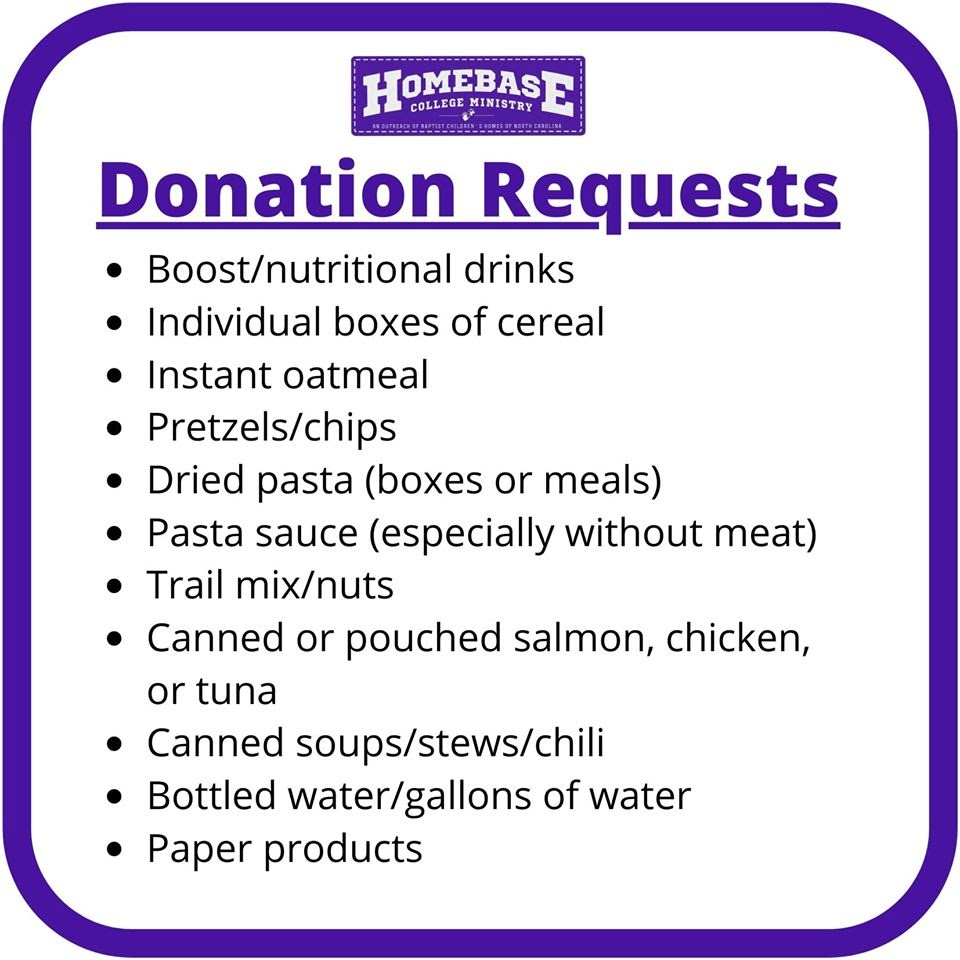 HOMEBASE
COLLEGE MINISTRY
AN OUTREACH OF BAPTIST CHILDREN'S HOMES OF NORTH CAROLINA
Donation Requests
• Boost/nutritional drinks
• Individual boxes of cereal
• Instant oatmeal
• Pretzels/chips
• Dried pasta (boxes or meals)
• Pasta sauce (especially without meat)
• Trail mix/nuts
• Canned or pouched salmon, chicken,
or tuna
• Canned soups/stews/chili
• Bottled water/gallons of water
• Paper products